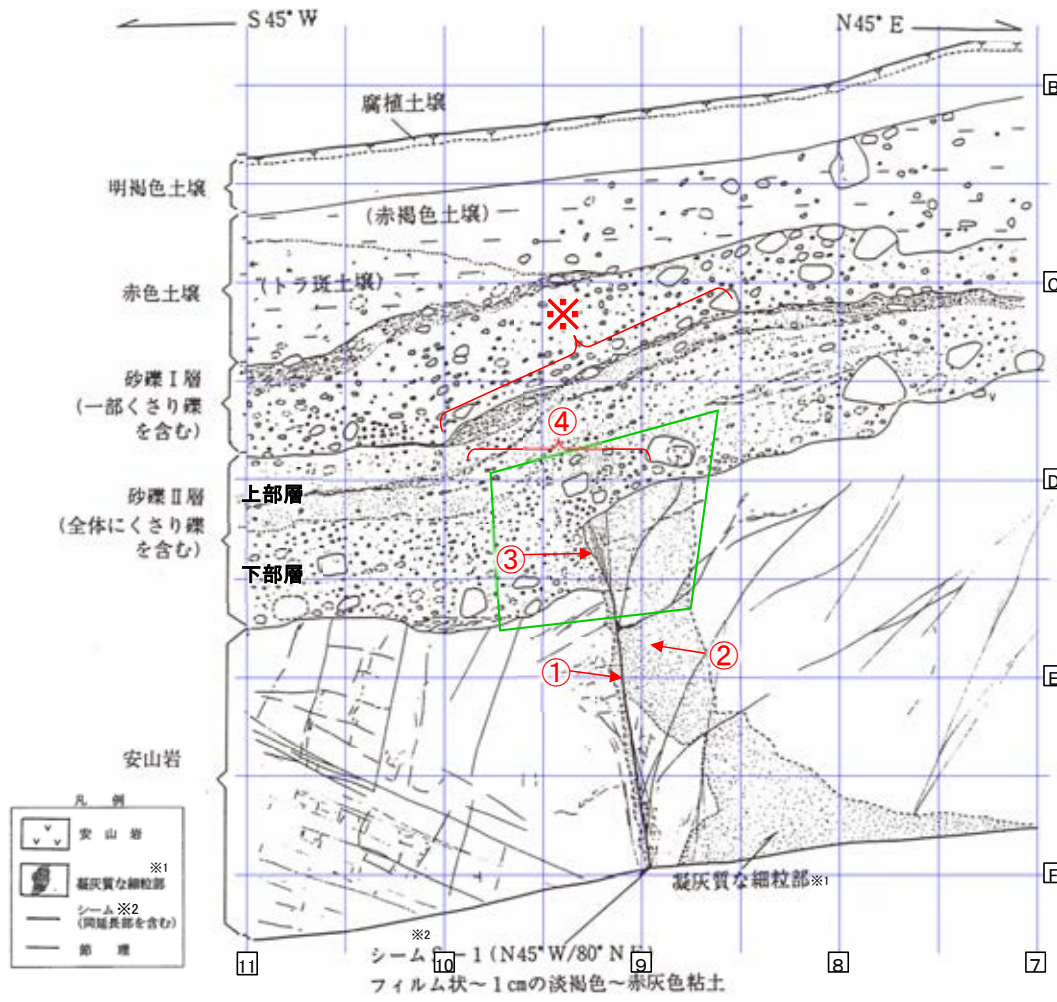 S 45° W
N 45° E
B
腐植土壌
明褐色土壌
(赤褐色土壌)
(トラ斑土壌)
赤色土壌
C
※
砂礫Ⅰ層
(一部くさり礫
を含む)
④
上部層
D
砂礫Ⅱ層
(全体にくさり礫
を含む)
③
下部層
②
①
E
安山岩
凡 例
安 山 岩
凝灰質な細粒部 ※1
シーム ※2
(同延長部を含む)
節 理
凝灰質な細粒部※1
F
※2
シームS-1 (N45°W/80°NE)
フィルム状～1cmの淡褐色～赤灰色粘土
11
10
9
8
7